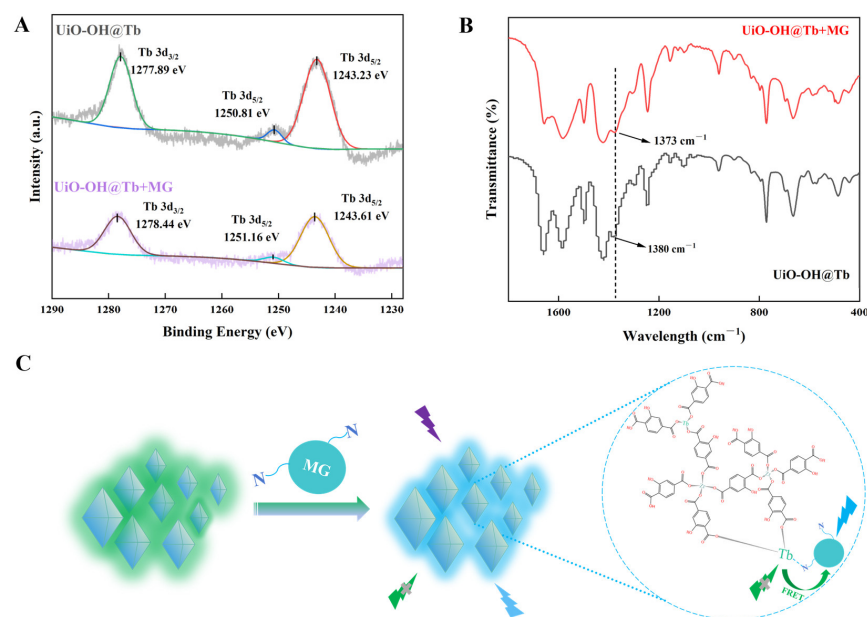 A
UiO-OH@Tb
Tb 3d3/2
1277.89 eV
Tb 3d5/2
1250.81 eV
Tb 3d5/2
1243.23 eV
UiO-OH@Tb+MG
Tb 3d3/2
1278.44 eV
Tb 3d5/2
1251.16 eV
Tb 3d5/2
1243.61 eV
Intensity (a.u.)
1290 1280 1270 1260 1250 1240 1230
Binding Energy (eV)
B
UiO-OH@Tb+MG
1373 cm−1
1380 cm−1
UiO-OH@Tb
Transmittance (%)
1600 1200 800 400
Wavelength (cm−1)
C
N
MG
N
Tb
Tb
N
N
FRET